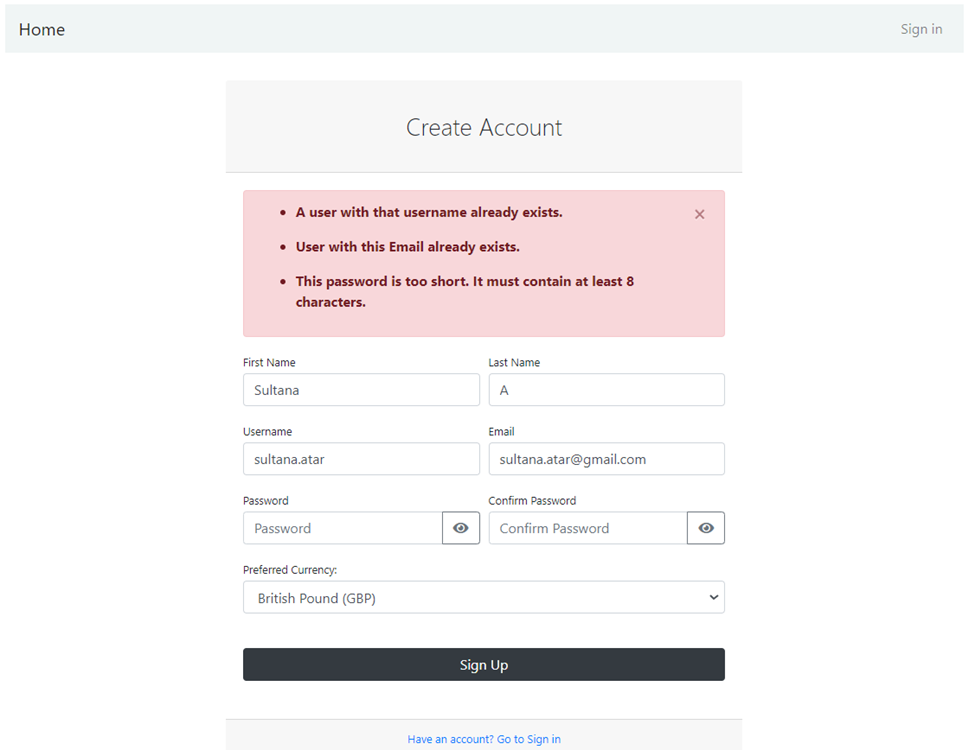 Home Sign in
Create Account
A user with that username already exists.
×
User with this Email already exists.
This password is too short. It must contain at least 8
characters.
First Name Last Name
Sultana A
Username Email
sultana.atar sultana.atar@gmail.com
Password Confirm Password
Password Confirm Password
Preferred Currency:
British Pound (GBP)
Sign Up
Have an account? Go to Sign in